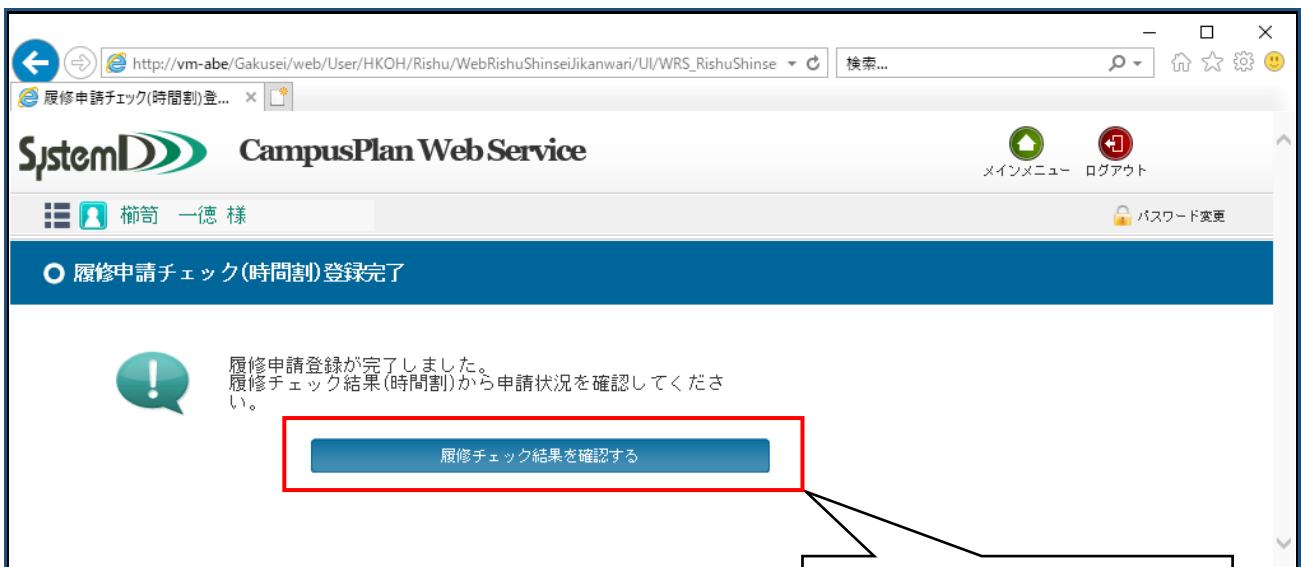 http://vm-abe/Gakusei/web/User/HKOH/Rishu/WebRishuShinseiJikanwari/UI/WRS_RishuShinse
検索...
履修申請チェック(時間割)登...
SystemD
CampusPlan Web Service
メインメニュー
ログアウト
櫛笥 一徳 様
パスワード変更
履修申請チェック(時間割)登録完了
履修申請登録が完了しました。
履修チェック結果(時間割)から申請状況を確認してくださ
い。
履修チェック結果を確認する